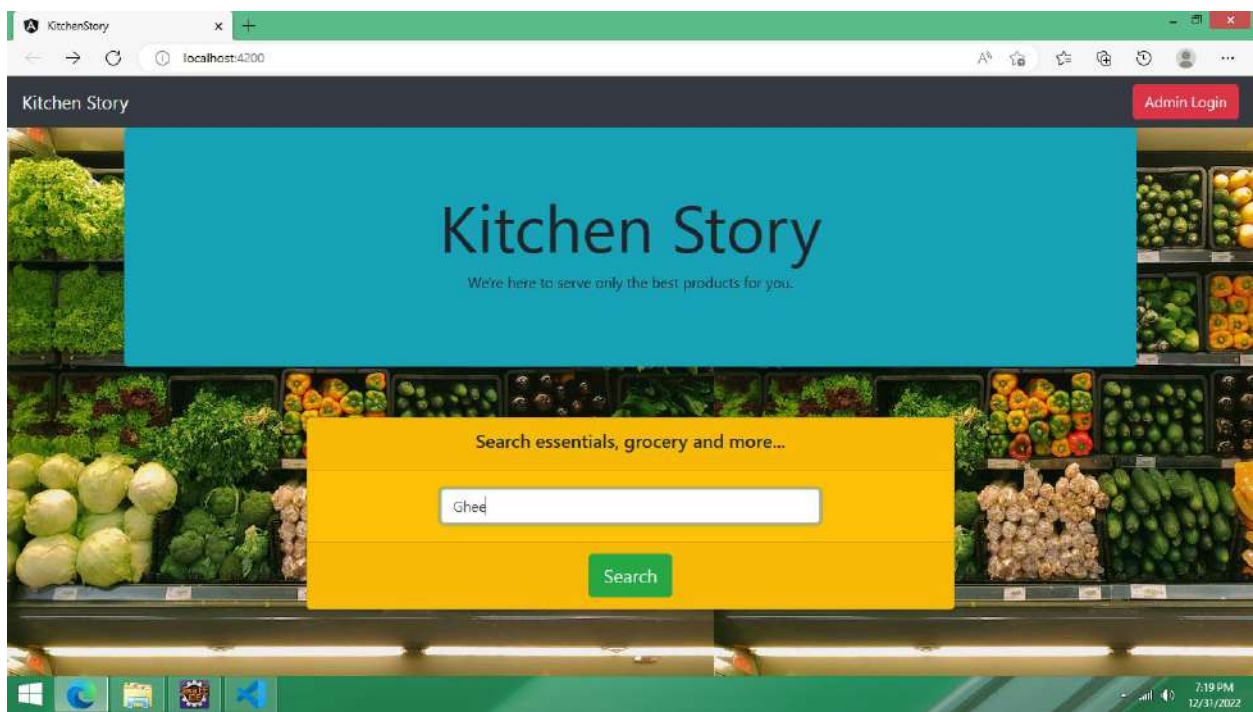 KitchenStory
localhost:4200
Kitchen Story
Admin Login
Kitchen Story
We're here to serve only the best products for you.
Search essentials, grocery and more...
Ghee
Search
7:19 PM
12/31/2022